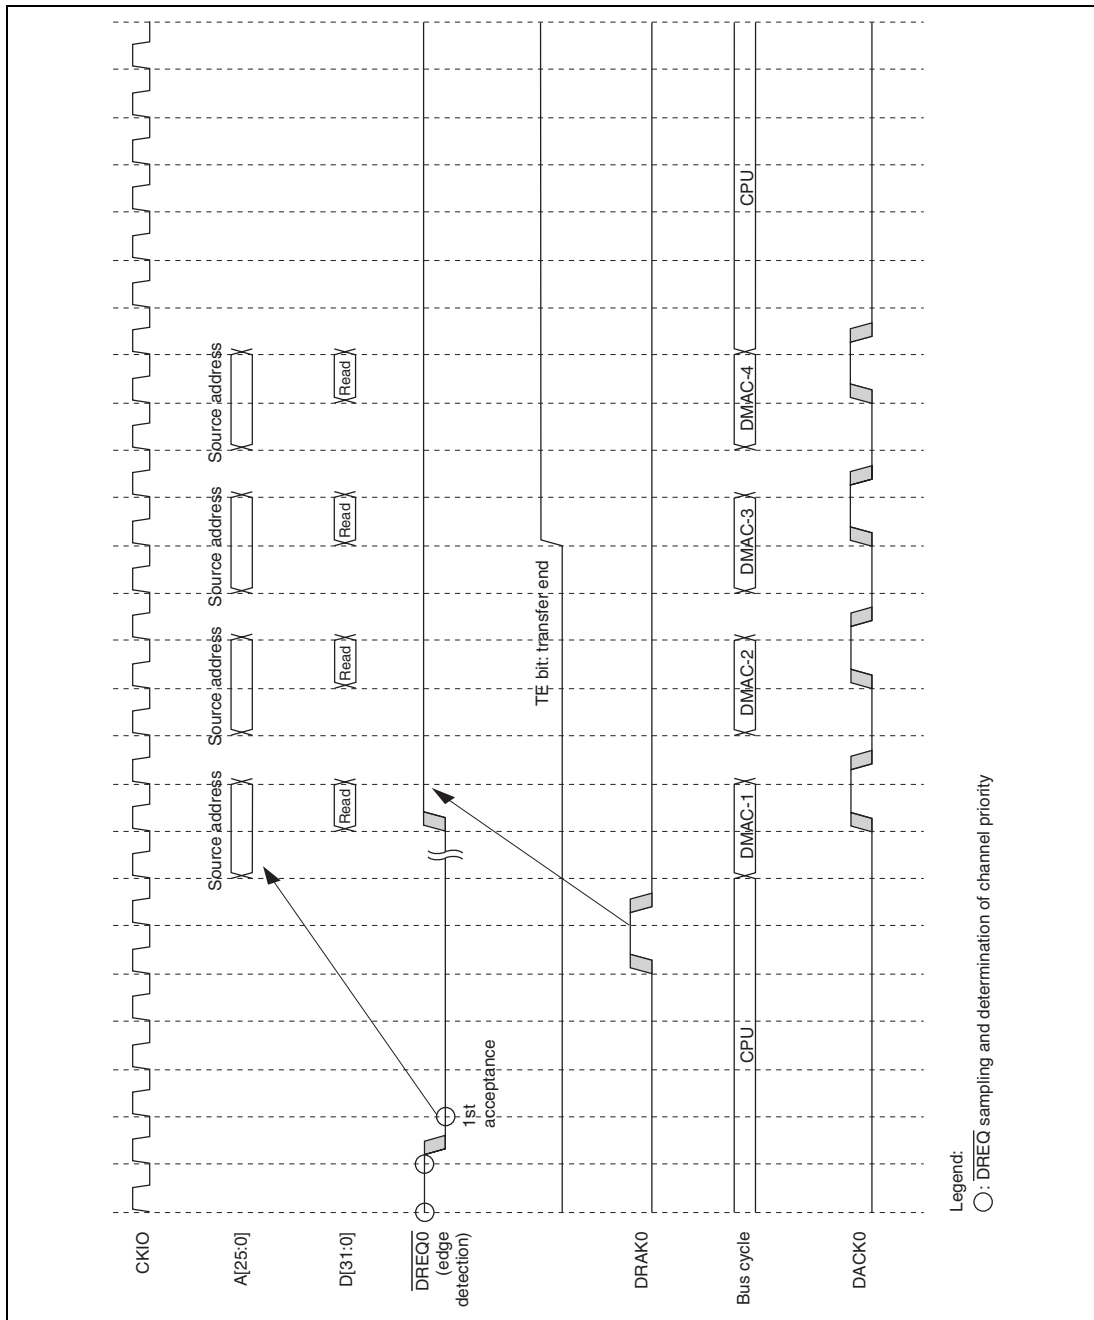 CKIO
A[25:0]
Source address
Source address
Source address
Source address
D[31:0]
Read
Read
Read
Read
DREQ0
(edge
detection)
1st
acceptance
TE bit: transfer end
DRAK0
Bus cycle
CPU
DMAC-1
DMAC-2
DMAC-3
DMAC-4
CPU
DACK0
Legend:
: DREQ sampling and determination of channel priority